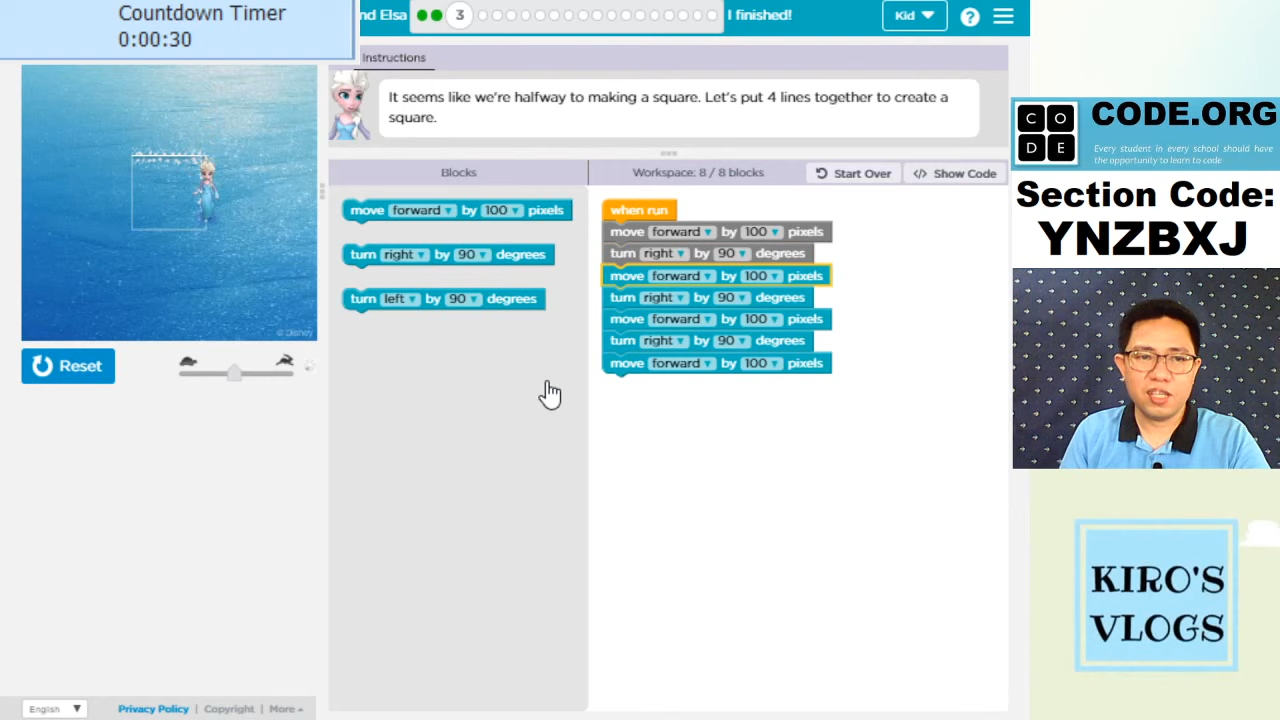 Countdown Timer
0:00:30
nd Elsa
3
I finished!
Kid
?
Instructions
It seems like we're halfway to making a square. Let's put 4 lines together to create a
square.
Blocks
Workspace: 8 / 8 blocks
Start Over
</> Show Code
move forward by 100 pixels
turn right by 90 degrees
turn left by 90 degrees
when run
move forward by 100 pixels
turn right by 90 degrees
move forward by 100 pixels
turn right by 90 degrees
move forward by 100 pixels
turn right by 90 degrees
move forward by 100 pixels
© Disney
Reset
English
Privacy Policy | Copyright | More
C O
D E
CODE.ORG
Every student in every school should have
the opportunity to learn to code
Section Code:
YNZBXJ
KIRO'S
VLOGS